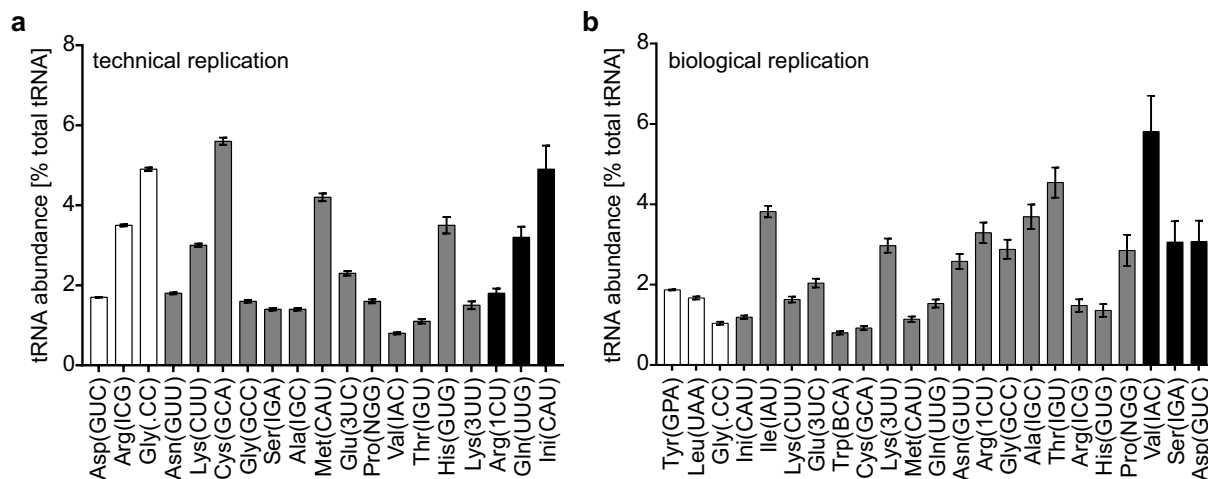 a
technical replication
tRNA abundance [% total tRNA]
8
6
4
2
0
Asp(GUC)
Arg(ICG)
Gly(.CC)
Asn(GUU)
Lys(CUU)
Cys(GCA)
Gly(GCC)
Ser(IGA)
Ala(IGC)
Met(CAU)
Glu(3UC)
Pro(NGG)
Val(IAC)
Thr(IGU)
His(GUG)
Lys(3UU)
Arg(1CU)
Gln(UUG)
Ini(CAU)
b
biological replication
tRNA abundance [% total tRNA]
8
6
4
2
0
Tyr(GPA)
Leu(UAA)
Gly(.CC)
Ini(CAU)
Ile(IAU)
Lys(CUU)
Glu(3UC)
Trp(BCA)
Cys(GCA)
Lys(3UU)
Met(CAU)
Gln(UUG)
Asn(GUU)
Arg(1CU)
Gly(GCC)
Ala(IGC)
Thr(IGU)
Arg(ICG)
His(GUG)
Pro(NGG)
Val(IAC)
Ser(IGA)
Asp(GUC)